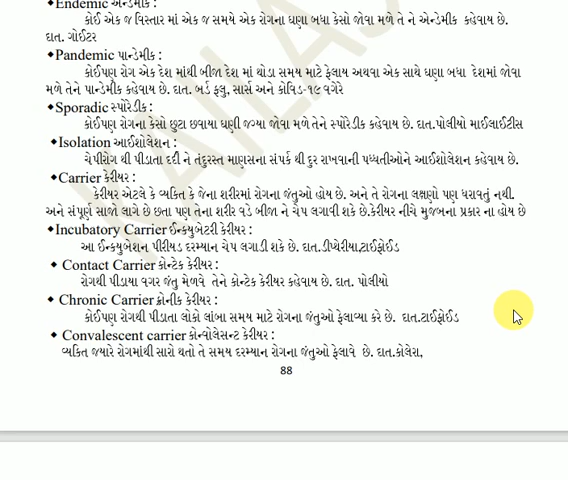 ◆Endemic એન્ડેમીક :
કોઈ એક જ વિસ્તાર માં એક જ સમયે એક રોગના ઘણા બધા કેસો જોવા મળે તે ને એન્ડેમીક કહેવાય છે.
દાત. ગોઈટર
◆Pandemic પાન્ડેમીક :
કોઈપણ રોગ એક દેશ માંથી બીજા દેશ માં થોડા સમય માટે ફેલાય અથવા એક સાથે ઘણા બધા દેશમાં જોવા
મળે તેને પાન્ડેમીક કહેવાય છે. દાત. બર્ડ ફ્લુ, સાર્સ અને કોવિડ-૧૯ વગેરે
◆Sporadic સ્પોરેડીક :
કોઈપણ રોગના કેસો છુટા છવાયા ઘણી જગ્યા જોવા મળે તેને સ્પોરેડીક કહેવાય છે. દાત.પોલીયો માઈલાઈટીસ
◆Isolation આઈશોલેશન :
ચેપીરોગ થી પીડાતા દર્દી ને તંદુરસ્ત માણસના સંપર્ક થી દુર રાખવાની પધ્ધતીઓને આઈશોલેશન કહેવાય છે.
◆Carrier કેરીયર :
કરીયર એટલે કે વ્યકિત કે જેના શરીરમાં રોગના જંતુઓ હોય છે. અને તે રોગના લક્ષણો પણ ધરાવતું નથી.
અને સંપૂર્ણ સાજો લાગે છે છતા પણ તેના શરીર વડે બીજા ને ચેપ લગાવી શકે છે.કેરીયર નીચે મુજબના પ્રકાર ના હોય છે
◆Incubatory Carrier ઈન્કયુબેટરી કેરીયર :
આ ઈન્કયુબેશન પીરીયડ દરમ્યાન ચેપ લગાડી શકે છે. દાત.ડીપ્થેરીયા,ટાઈફોઈડ
◆ Contact Carrier કોન્ટેક કેરીયર :
રોગથી પીડાયા વગર જંતુ મેળવે તેને કોન્ટેક કેરીયર કહેવાય છે. દાત. પોલીયો
◆ Chronic Carrier ક્રોનીક કેરીયર :
કોઈપણ રોગથી પીડાતા લોકો લાંબા સમય માટે રોગના જંતુઓ ફેલાવ્યા કરે છે. દાત.ટાઈફોઈડ
◆ Convalescent carrier કોન્વોલેસન્ટ કેરીયર :
વ્યકિત જ્યારે રોગમાંથી સારો થતો તે સમય દરમ્યાન રોગના જંતુઓ ફેલાવે છે. દાત.કોલેરા,
88